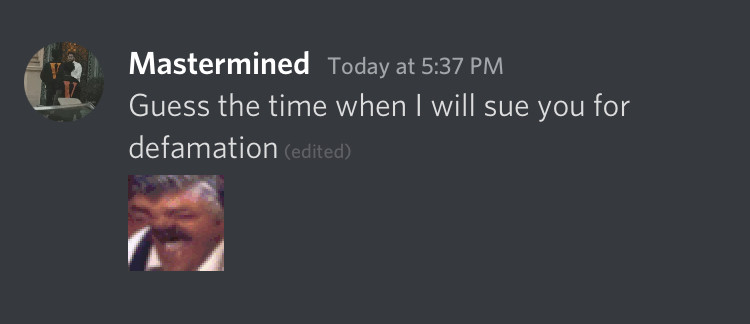 Mastermined Today at 5:37 PM
Guess the time when I will sue you for
defamation (edited)